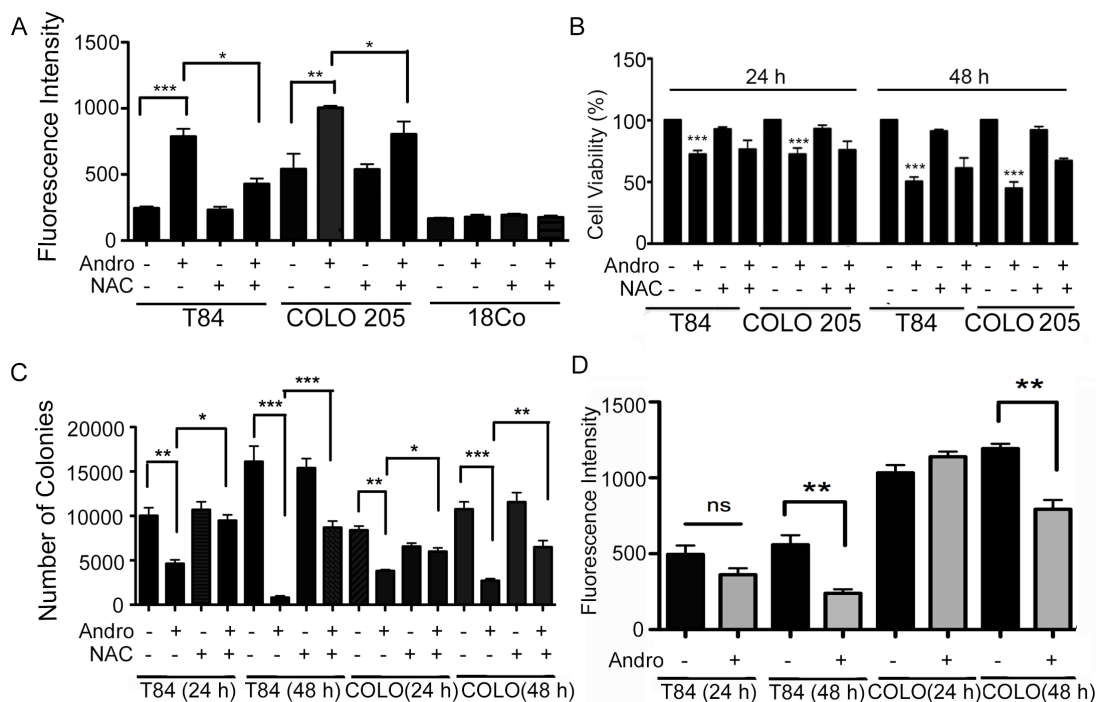 A
Fluorescence Intensity
1500
1000
500
0
***
*
**
*
Andro - + - + - + - + - + - +
NAC - - + + - - + + - - + +
T84 COLO 205 18Co
B
Cell Viability (%)
150
100
50
0
24 h 48 h
*** *** *** ***
Andro - + - + - + - + - + - + - + - +
NAC - - + + - - + + - - + + - - + +
T84 COLO 205 T84 COLO 205
C
Number of Colonies
20000
15000
10000
5000
0
** * *** *** ** * *** **
Andro - + - + - + - + - + - + - + - +
NAC - - + + - - + + - - + + - - + +
T84 (24 h) T84 (48 h) COLO(24 h) COLO(48 h)
D
Fluorescence Intensity
1500
1000
500
0
ns ** **
Andro - + - + - + - +
T84 (24 h) T84 (48 h) COLO(24 h) COLO(48 h)